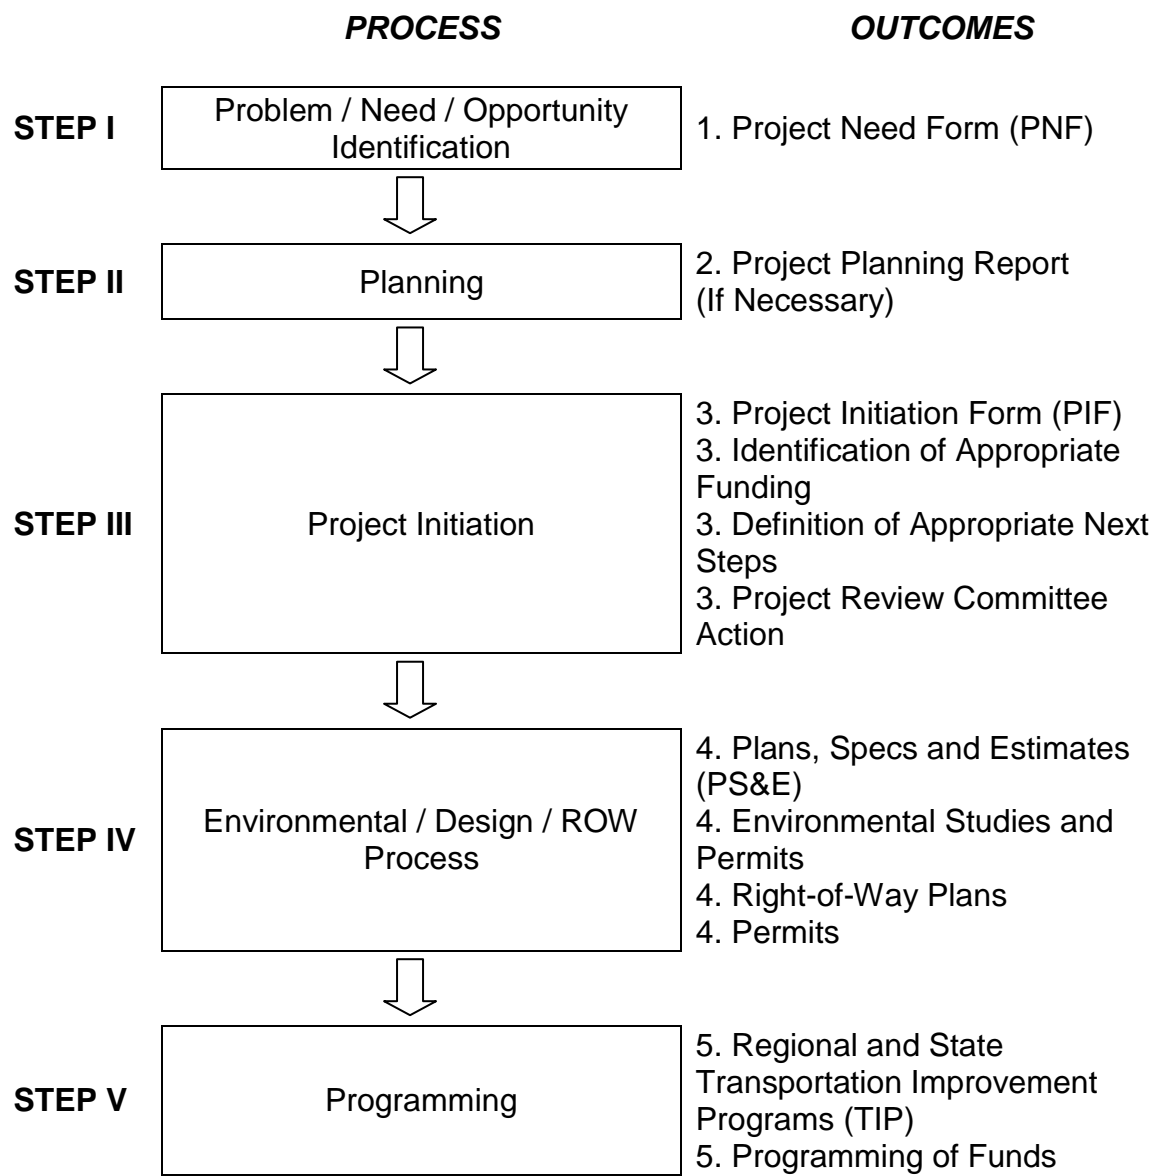 PROCESS
OUTCOMES
STEP I
Problem / Need / Opportunity
Identification
1. Project Need Form (PNF)
STEP II
Planning
2. Project Planning Report
(If Necessary)
STEP III
Project Initiation
3. Project Initiation Form (PIF)
3. Identification of Appropriate
Funding
3. Definition of Appropriate Next
Steps
3. Project Review Committee
Action
STEP IV
Environmental / Design / ROW
Process
4. Plans, Specs and Estimates
(PS&E)
4. Environmental Studies and
Permits
4. Right-of-Way Plans
4. Permits
STEP V
Programming
5. Regional and State
Transportation Improvement
Programs (TIP)
5. Programming of Funds